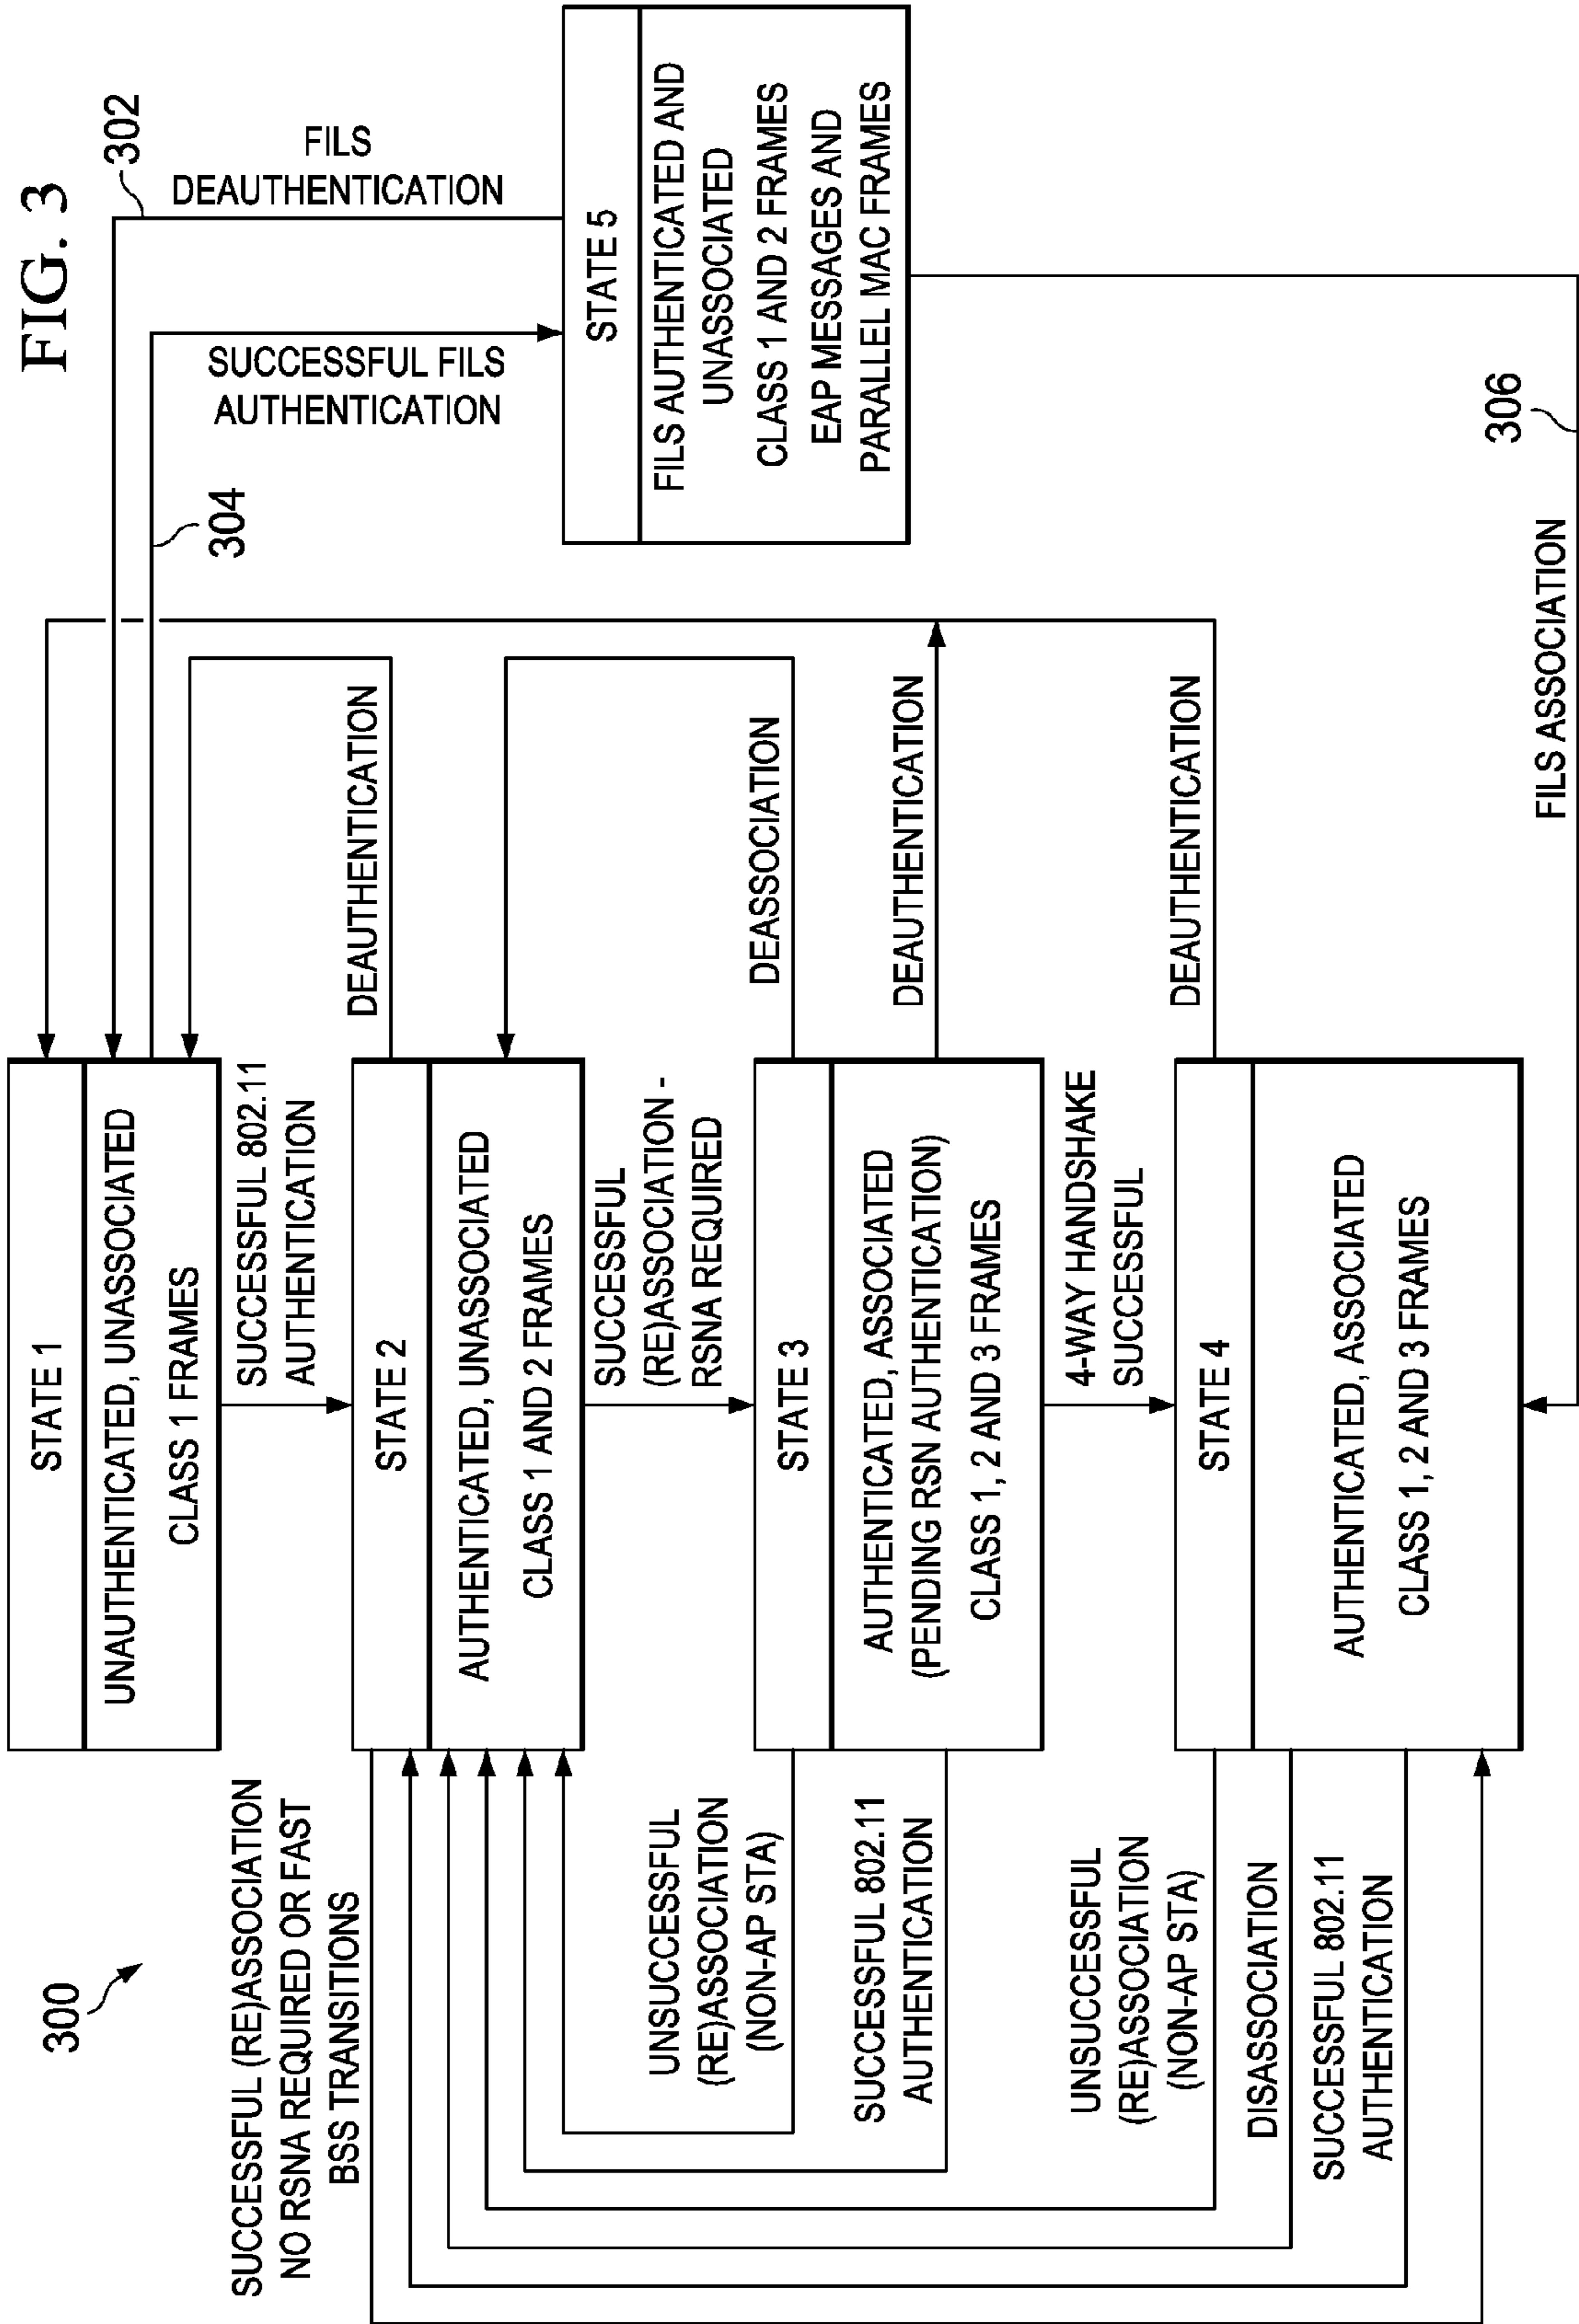 FIG. 3
300
STATE 1
UNAUTHENTICATED, UNASSOCIATED
CLASS 1 FRAMES
SUCCESSFUL 802.11
AUTHENTICATION
STATE 2
AUTHENTICATED, UNASSOCIATED
CLASS 1 AND 2 FRAMES
SUCCESSFUL
(RE)ASSOCIATION -
RSNA REQUIRED
STATE 3
AUTHENTICATED, ASSOCIATED
(PENDING RSN AUTHENTICATION)
CLASS 1, 2 AND 3 FRAMES
4-WAY HANDSHAKE
SUCCESSFUL
STATE 4
AUTHENTICATED, ASSOCIATED
CLASS 1, 2 AND 3 FRAMES
SUCCESSFUL (RE)ASSOCIATION
NO RSNA REQUIRED OR FAST
BSS TRANSITIONS
UNSUCCESSFUL
(RE)ASSOCIATION
(NON-AP STA)
SUCCESSFUL 802.11
AUTHENTICATION
UNSUCCESSFUL
(RE)ASSOCIATION
(NON-AP STA)
DISASSOCIATION
SUCCESSFUL 802.11
AUTHENTICATION
DEAUTHENTICATION
DEASSOCIATION
DEAUTHENTICATION
DEAUTHENTICATION
302
FILS
DEAUTHENTICATION
304
SUCCESSFUL FILS
AUTHENTICATION
STATE 5
FILS AUTHENTICATED AND
UNASSOCIATED
CLASS 1 AND 2 FRAMES
EAP MESSAGES AND
PARALLEL MAC FRAMES
306
FILS ASSOCIATION